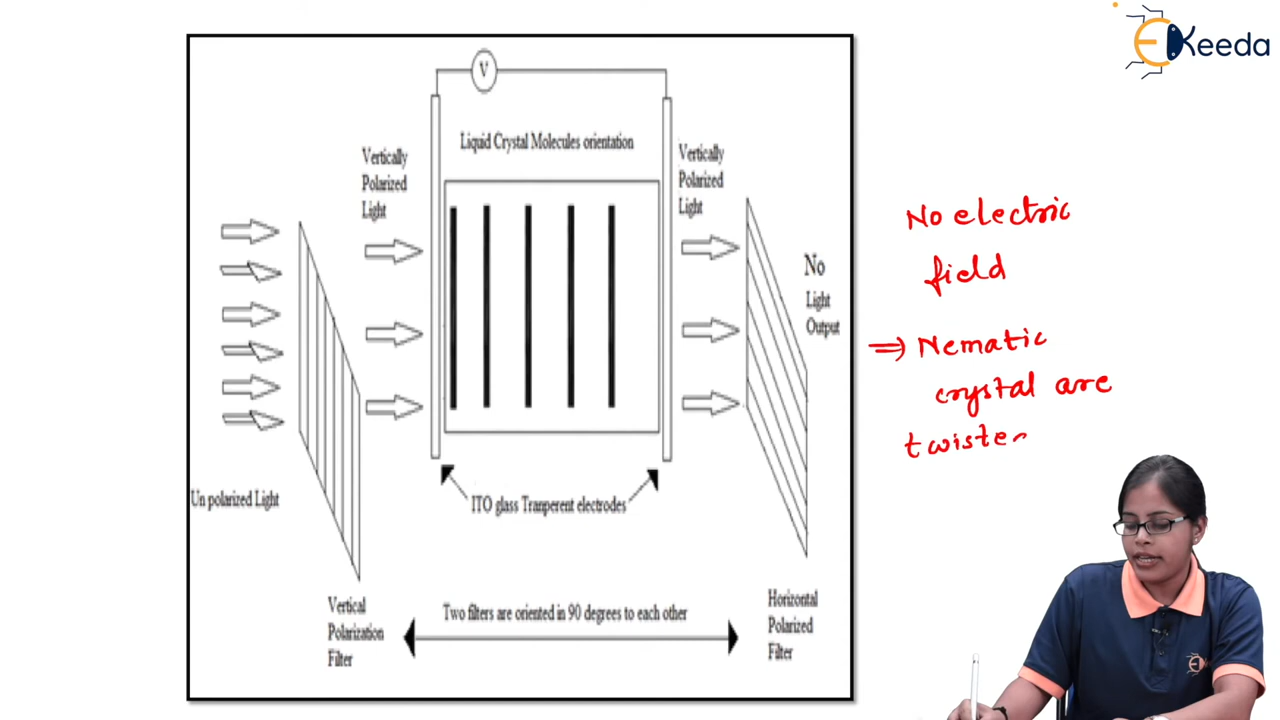 EKeeda
V
Liquid Crystal Molecules orientation
Vertically
Polarized
Light
Vertically
Polarized
Light
No
Light
Output
Un polarized Light
ITO glass Tranperent electrodes
Vertical
Polarization
Filter
Two filters are oriented in 90 degrees to each other
Horizontal
Polarized
Filter
No electric
field
⇒ Nematic
crystal are
twiste